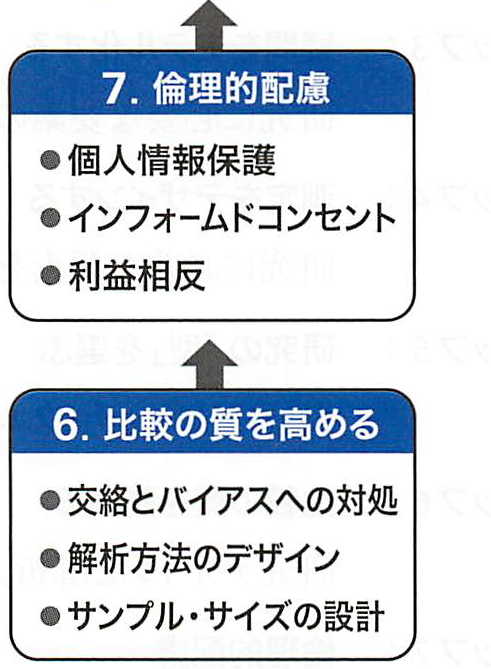 7. 倫理的配慮
●個人情報保護
●インフォームドコンセント
●利益相反
6. 比較の質を高める
●交絡とバイアスへの対処
●解析方法のデザイン
●サンプル・サイズの設計